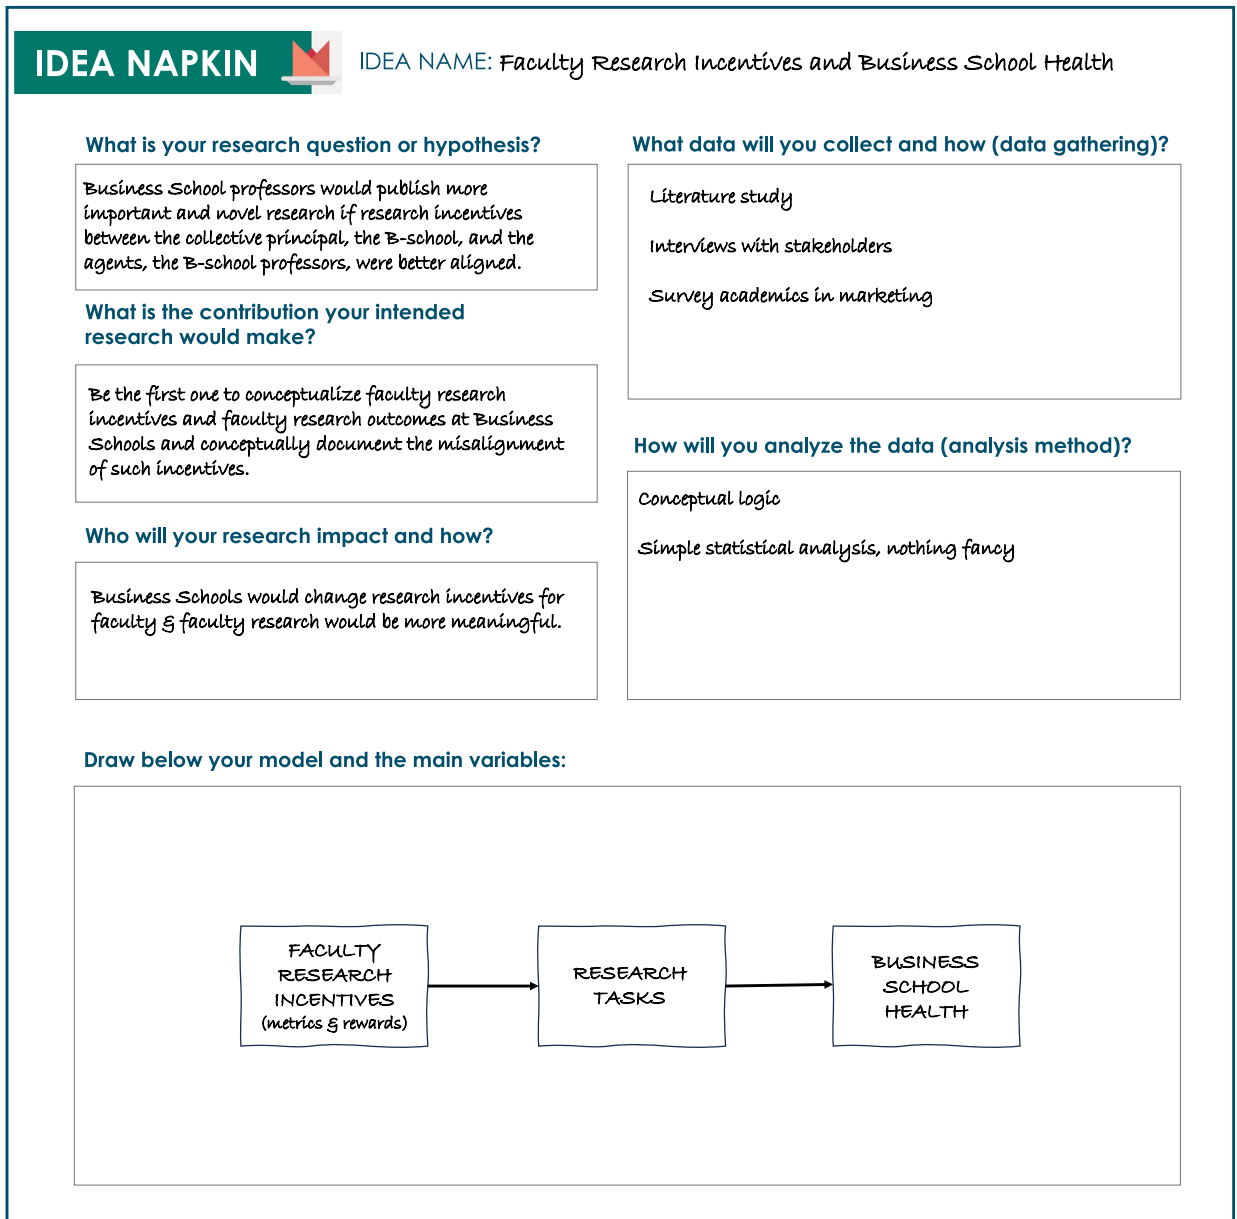 IDEA NAPKIN
IDEA NAME: Faculty Research Incentives and Business School Health
What is your research question or hypothesis?
Business School professors would publish more
important and novel research if research incentives
between the collective principal, the B-school, and the
agents, the B-school professors, were better aligned.
What is the contribution your intended
research would make?
Be the first one to conceptualize faculty research
incentives and faculty research outcomes at Business
Schools and conceptually document the misalignment
of such incentives.
Who will your research impact and how?
Business Schools would change research incentives for
faculty & faculty research would be more meaningful.
What data will you collect and how (data gathering)?
Literature study
Interviews with stakeholders
Survey academics in marketing
How will you analyze the data (analysis method)?
Conceptual logic
Simple statistical analysis, nothing fancy
Draw below your model and the main variables:
FACULTY
RESEARCH
INCENTIVES
(metrics & rewards)
RESEARCH
TASKS
BUSINESS
SCHOOL
HEALTH